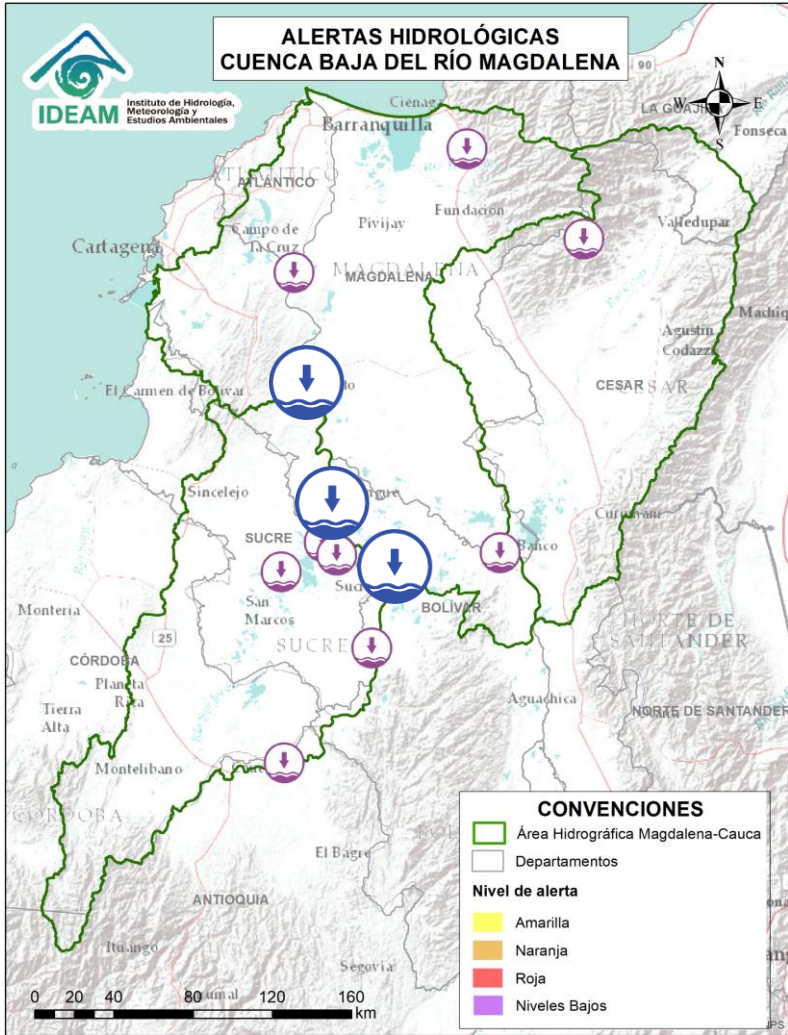 ALERTAS HIDROLÓGICAS
CUENCA BAJA DEL RÍO MAGDALENA
IDEAM
Instituto de Hidrología,
Meteorología y
Estudios Ambientales
N
W
E
S
90
Ciénaga
LA GUAJIRA
Barranquilla
Fonseca
ATLÁNTICO
ATLÁNTICO
Fundación
Pivijay
Valledupar
Campo de
la Cruz
Cartagena
MAGDALENA
MAGDALENA
Agustín
Codazzi
CESAR
CESAR
El Carmen de Bolívar
Sincelejo
Curumaní
SUCRE
Banco
San
Marcos
BOLÍVAR
Montería
SUCRE
NORTE DE
SANTANDER
25
CÓRDOBA
Planeta
Rica
Aguachica
NORTE DE SANTANDER
Tierra
Alta
Montelíbano
CÓRDOBA
El Bagre
ANTIOQUIA
Ituango
Segovia
CONVENCIONES
Área Hidrográfica Magdalena-Cauca
Departamentos
Nivel de alerta
Amarilla
Naranja
Roja
Niveles Bajos
0 10 20 40 80 120 160
km